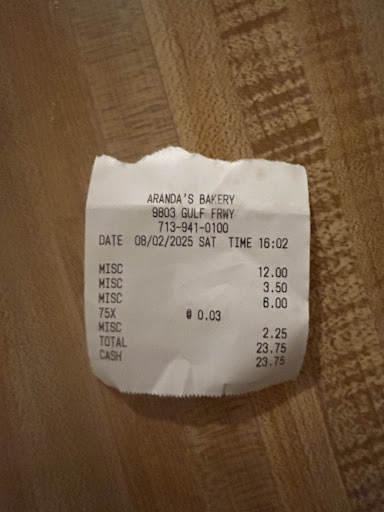 ARANDA'S BAKERY
9803 GULF FRWY
713-941-0100
DATE 08/02/2025 SAT TIME 16:02
MISC 12.00
MISC 3.50
MISC 6.00
75X @ 0.03
MISC 2.25
TOTAL 23.75
CASH 23.75